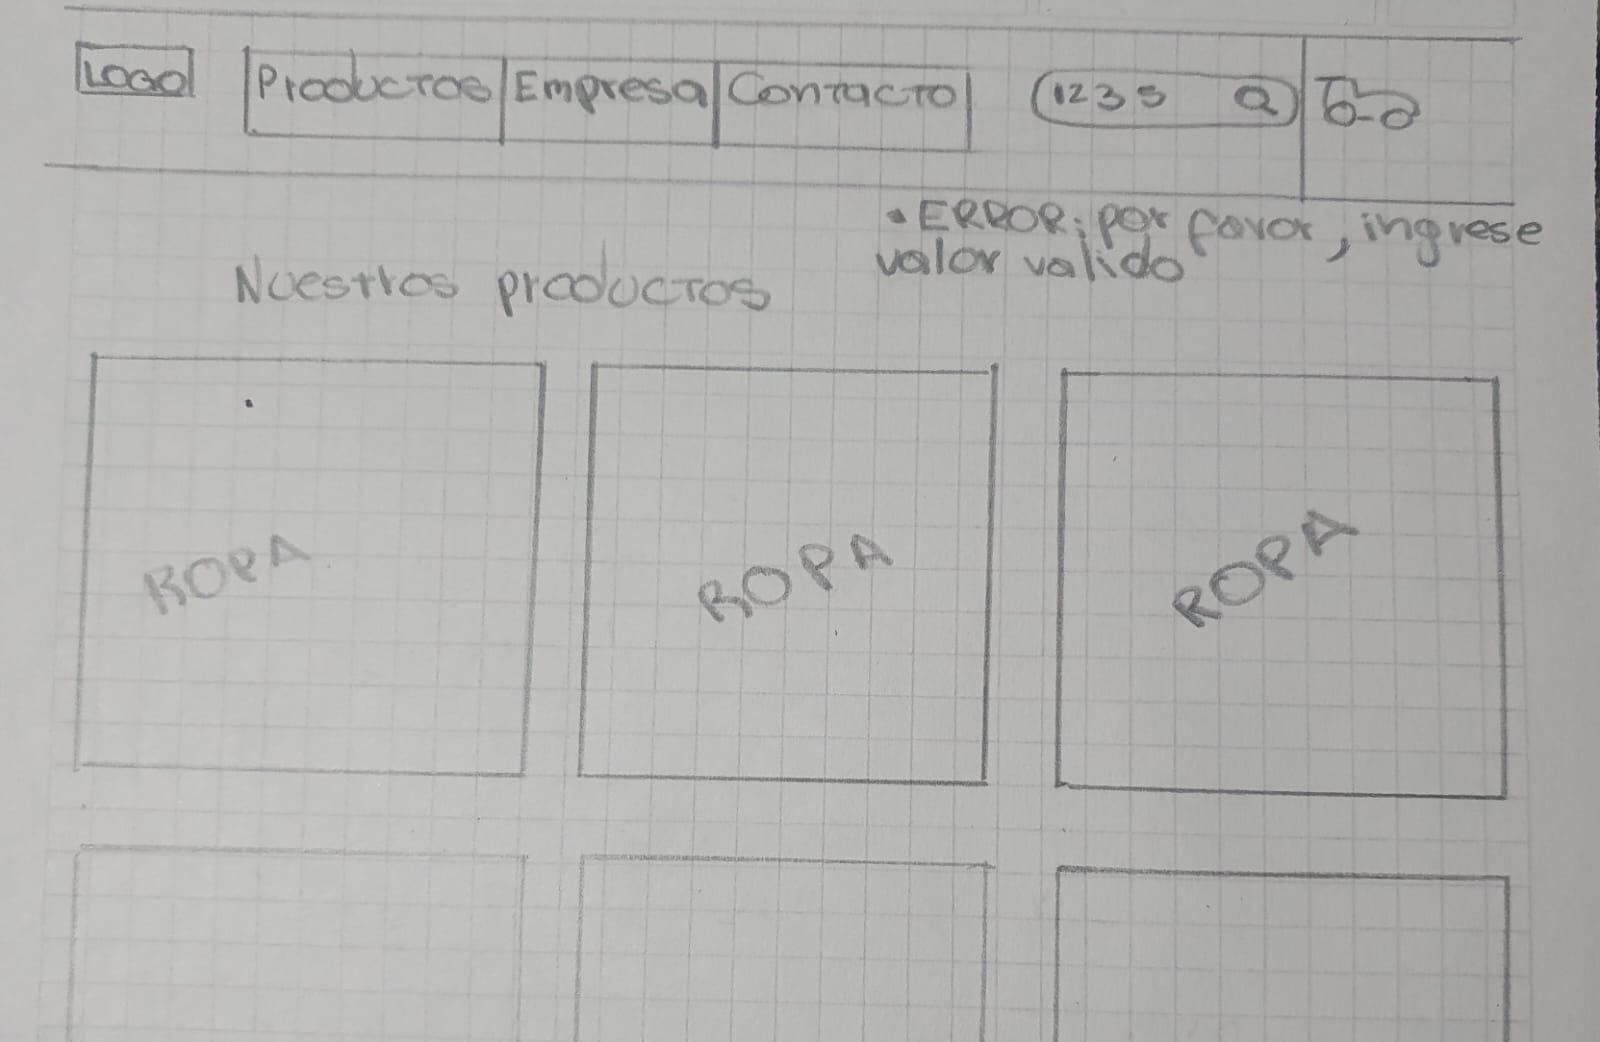 LOGO
Productos Empresa Contacto
1235
• ERROR: por favor, ingrese
valor valido
Nuestros productos
ROPA ROPA ROPA